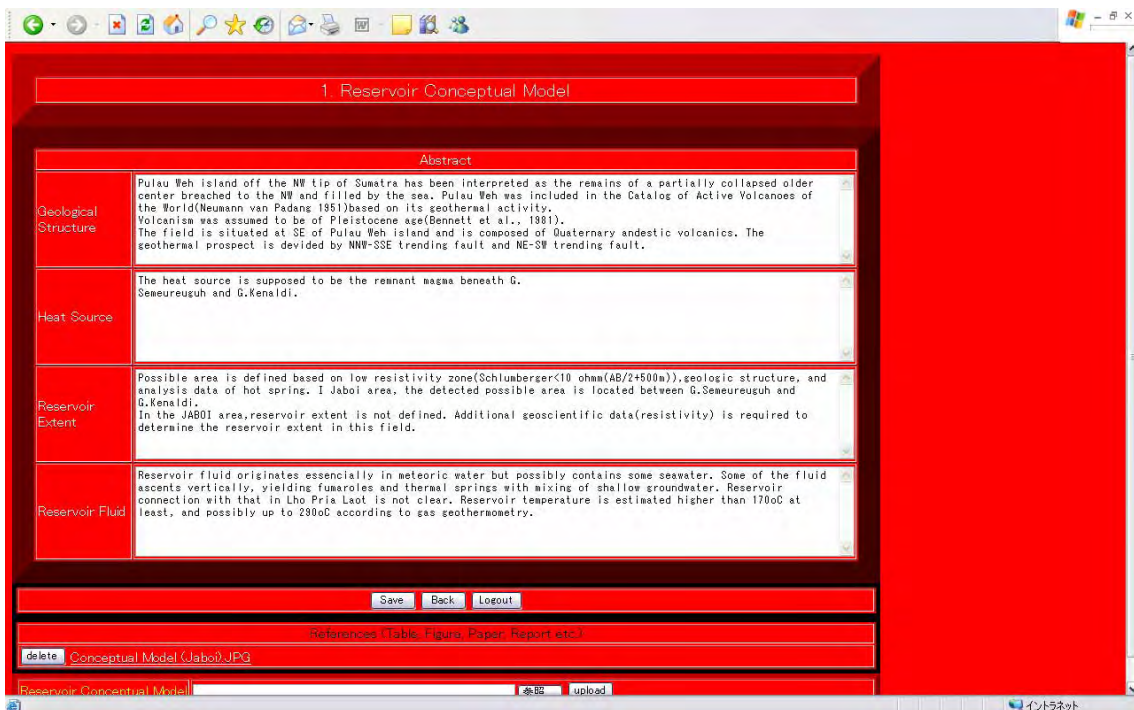 1. Reservoir Conceptual Model
Abstract
Geological
Structure
Pulau Weh island off the NW tip of Sumatra has been interpreted as the remains of a partially collapsed older
center breached to the NW and filled by the sea. Pulau Weh was included in the Catalog of Active Volcanoes of
the World(Neumann van Padang 1951)based on its geothermal activity.
Volcanism was assumed to be of Pleistocene age(Bennett et al., 1981).
The field is situated at SE of Pulau Weh island and is composed of Quaternary andestic volcanics. The
geothermal prospect is devided by NNW-SSE trending fault and NE-SW trending fault.
Heat Source
The heat source is supposed to be the remnant magma beneath G.
Semeureuguh and G.Kenaldi.
Reservoir
Extent
Possible area is defined based on low resistivity zone(Schlumberger<10 ohmm(AB/2+500m)),geologic structure, and
analysis data of hot spring. I Jaboi area, the detected possible area is located between G.Semeureuguh and
G.Kenaldi.
In the JABOI area,reservoir extent is not defined. Additional geoscientific data(resistivity) is required to
determine the reservoir extent in this field.
Reservoir Fluid
Reservoir fluid originates essencially in meteoric water but possibly contains some seawater. Some of the fluid
ascents vertically, yielding fumaroles and thermal springs with mixing of shallow groundwater. Reservoir
connection with that in Lho Pria Laot is not clear. Reservoir temperature is estimated higher than 170oC at
least, and possibly up to 290oC according to gas geothermometry.
Save Back Logout
References (Table, Figure, Paper, Report etc.)
delete Conceptual Model (Jaboi).JPG
Reservoir Conceptual Model 参照 upload
イントラネット